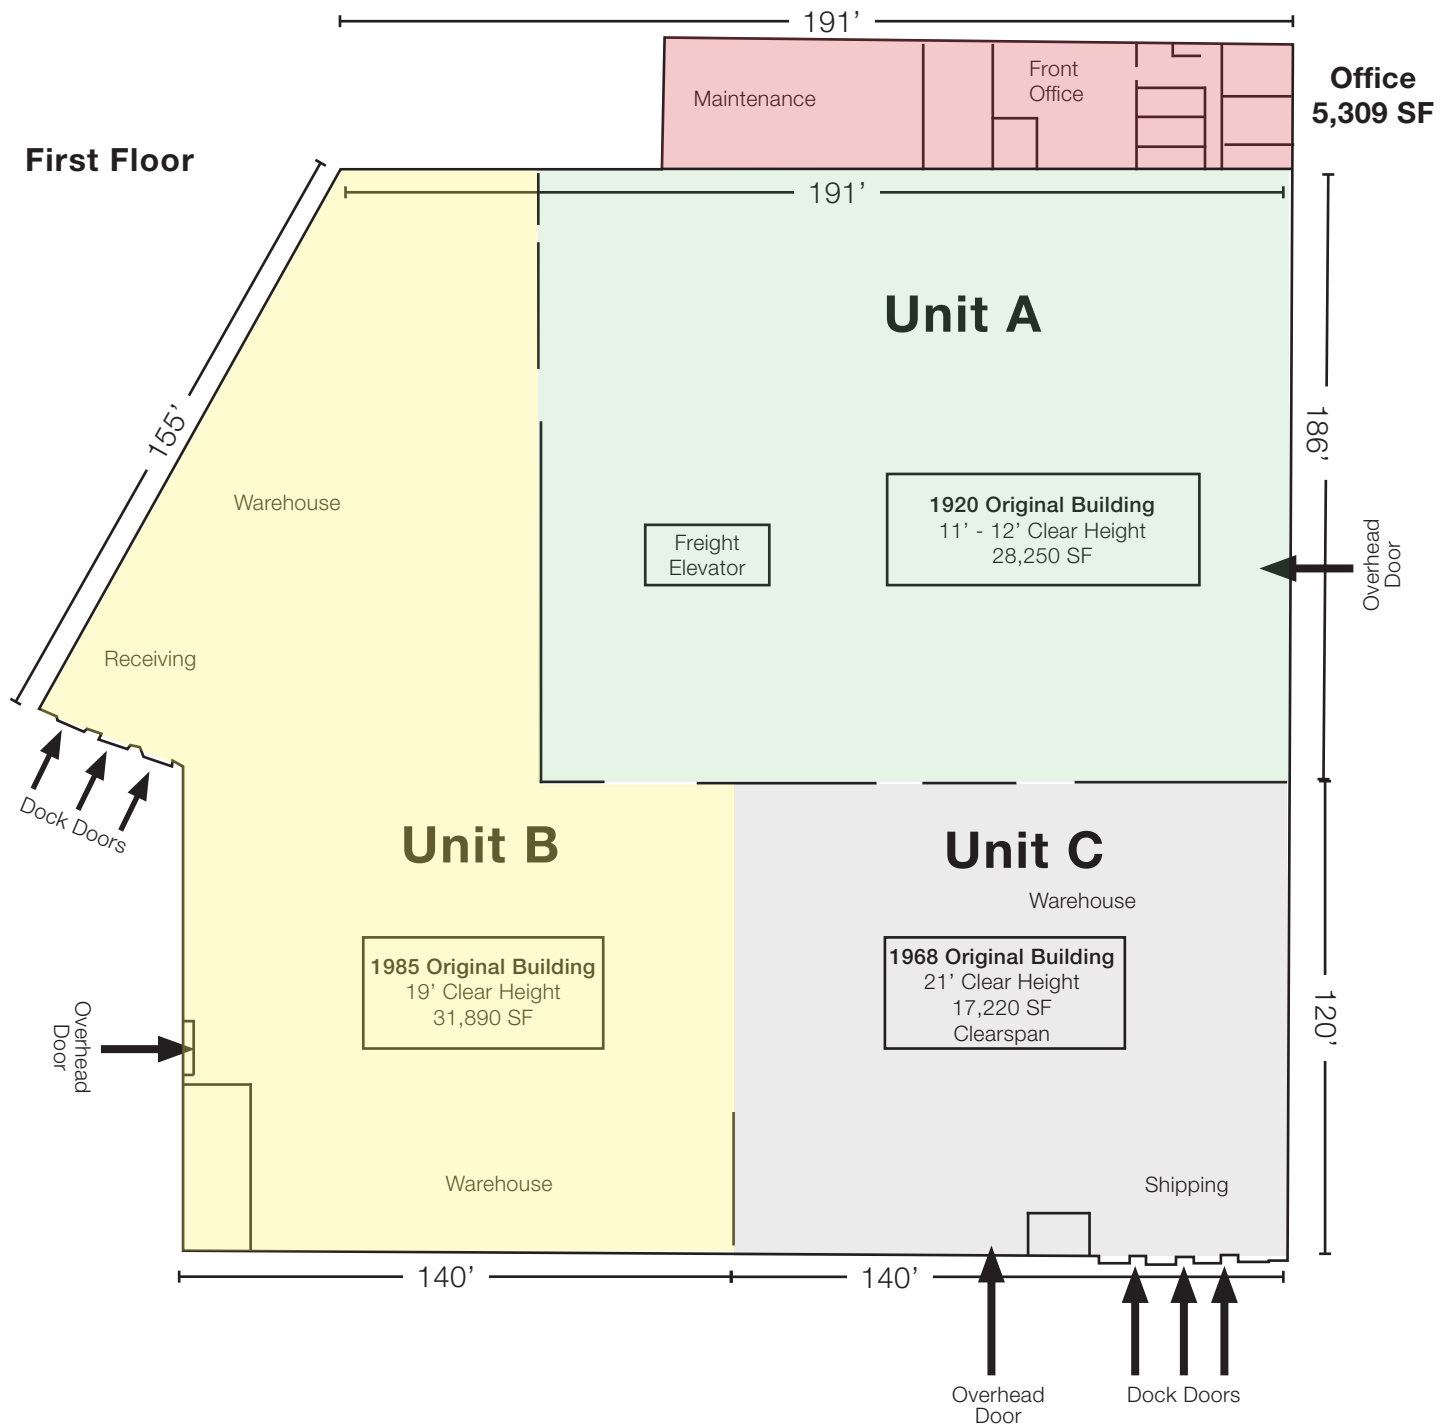 191’
Maintenance
Front
Office
Office
5,309 SF
First Floor
191’
Unit A
155’
186’
Warehouse
1920 Original Building
11’ - 12’ Clear Height
28,250 SF
Freight
Elevator
Overhead
Door
Receiving
Dock Doors
Unit B
Unit C
Warehouse
1985 Original Building
19’ Clear Height
31,890 SF
1968 Original Building
21’ Clear Height
17,220 SF
Clearspan
120’
Overhead
Door
Warehouse
Shipping
140’
140’
Overhead
Door
Dock Doors